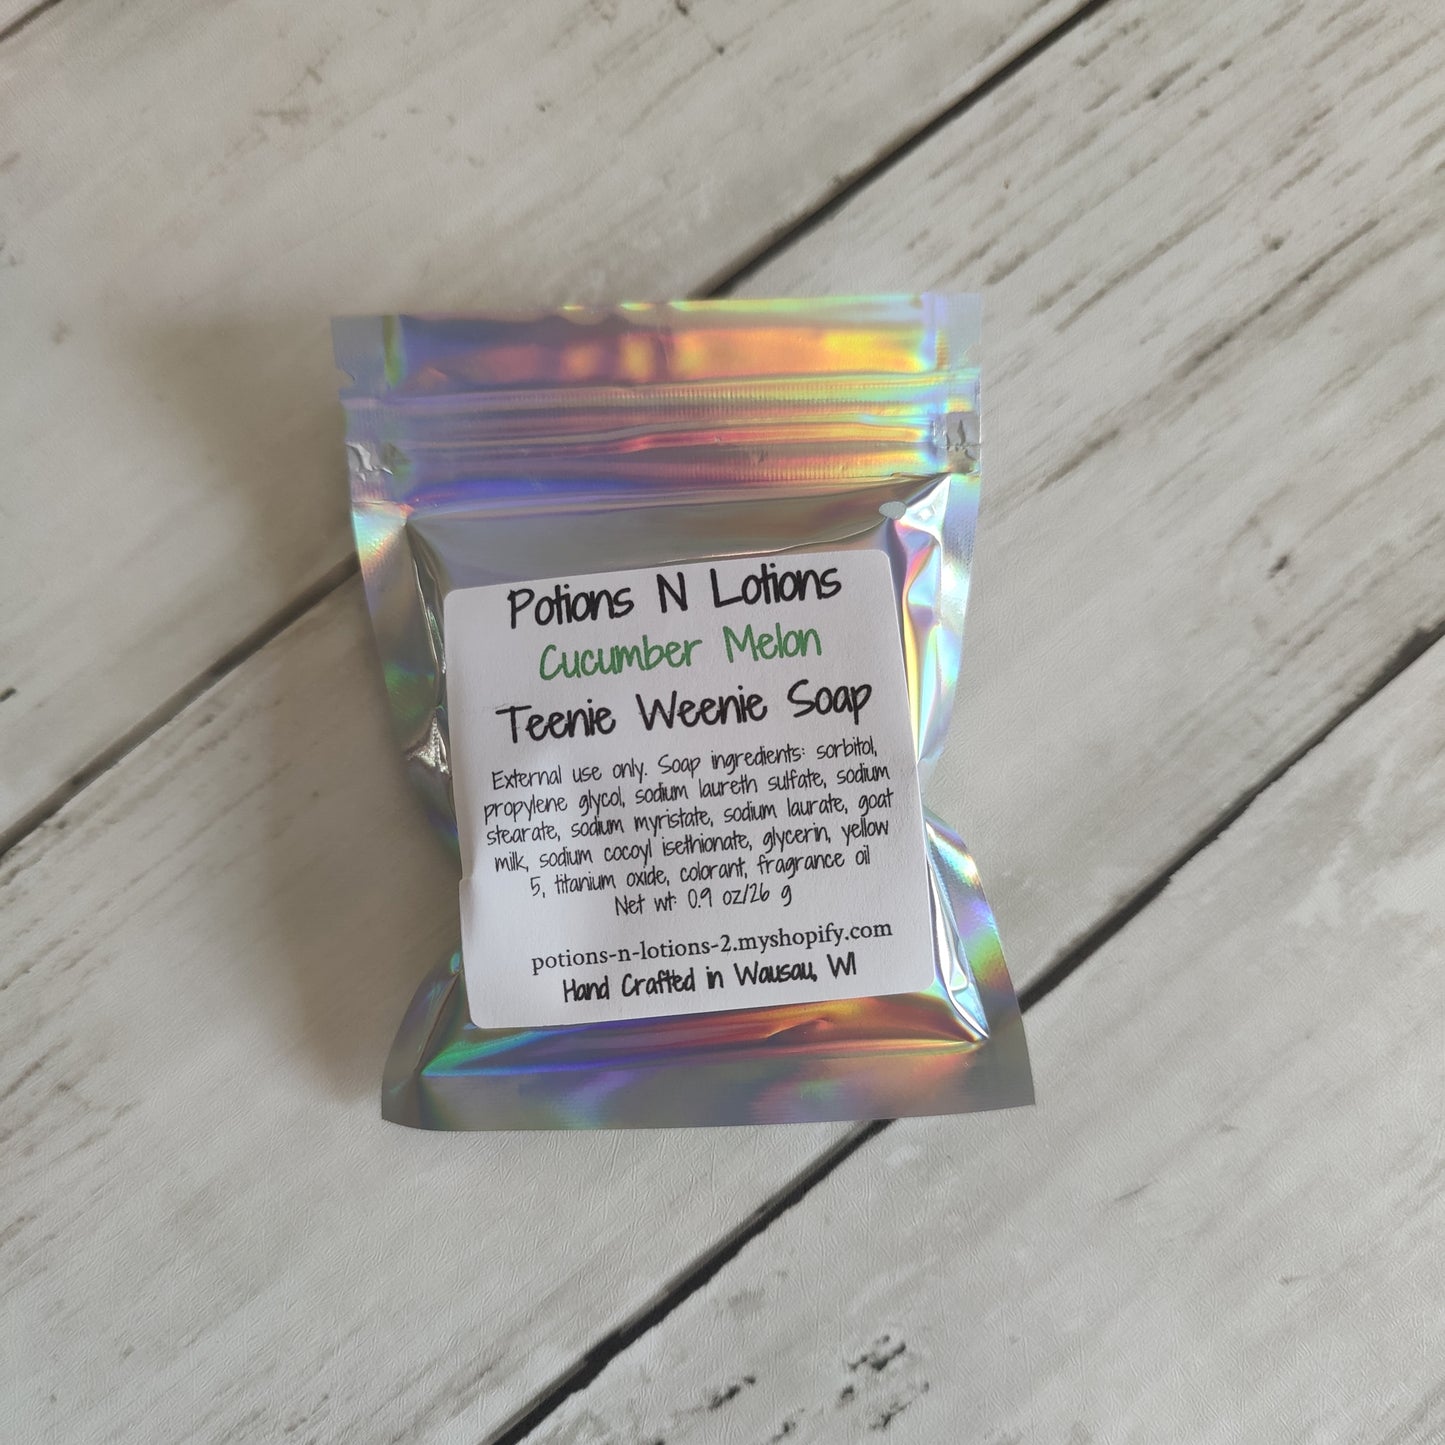 Potions N Lotions
Cucumber Melon
Teenie Weenie Soap
External use only. Soap ingredients: sorbitol,
propylene glycol, sodium laureth sulfate, sodium
stearate, sodium myristate, sodium laurate, goat
milk, sodium cocoyl isethionate, glycerin, yellow
5, titanium oxide, colorant, fragrance oil
Net wt: 0.9 oz/26 g
potions-n-lotions-2.myshopify.com
Hand Crafted in Wausau, WI